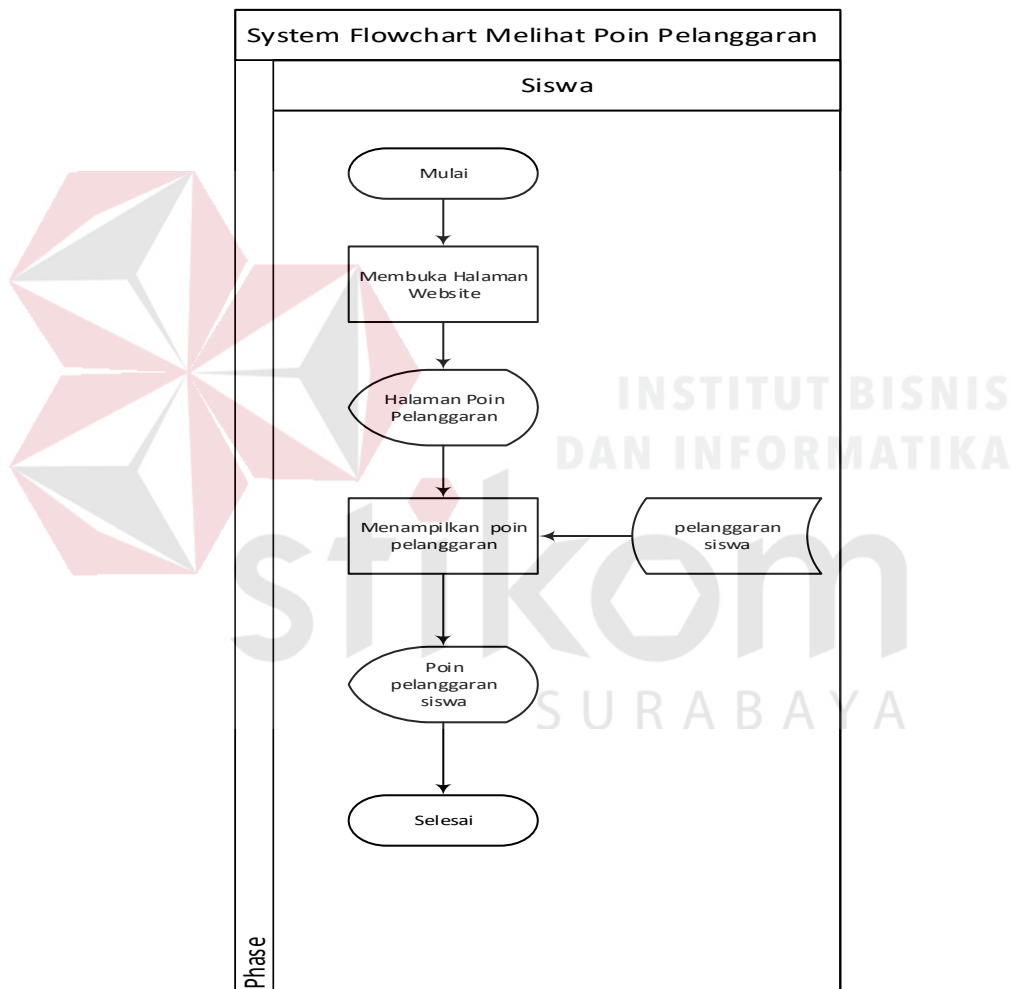 System Flowchart Melihat Poin Pelanggaran
Siswa
Mulai
Membuka Halaman
Website
Halaman Poin
Pelanggaran
INSTITUT BISNIS
DAN INFORMATIKA
Menampilkan poin
pelanggaran
pelanggaran
siswa
stikom
SURABAYA
Poin
pelanggaran
siswa
Selesai
Phase